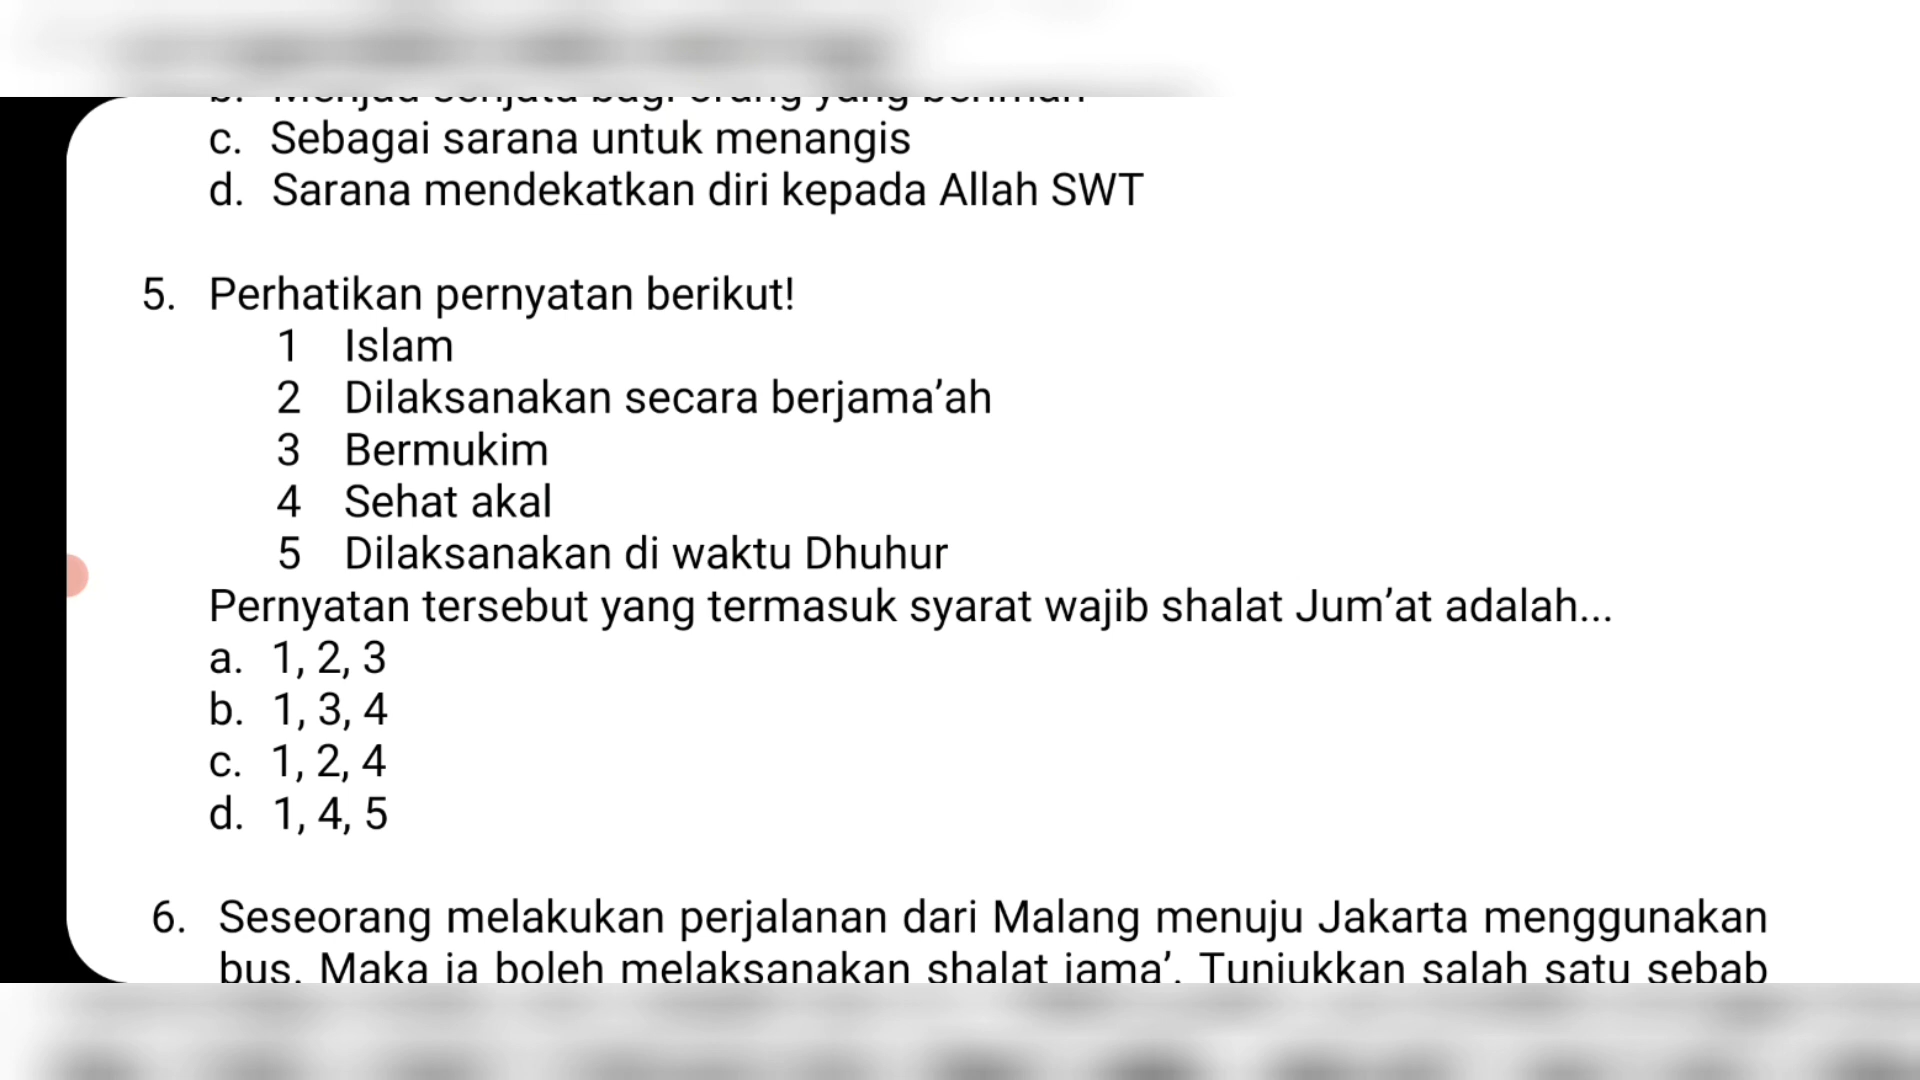 c. Sebagai sarana untuk menangis
d. Sarana mendekatkan diri kepada Allah SWT
5. Perhatikan pernyatan berikut!
1 Islam
2 Dilaksanakan secara berjama’ah
3 Bermukim
4 Sehat akal
5 Dilaksanakan di waktu Dhuhur
Pernyatan tersebut yang termasuk syarat wajib shalat Jum’at adalah...
a. 1, 2, 3
b. 1, 3, 4
c. 1, 2, 4
d. 1, 4, 5
6. Seseorang melakukan perjalanan dari Malang menuju Jakarta menggunakan
bus. Maka ia boleh melaksanakan shalat jama’. Tunjukkan salah satu sebab